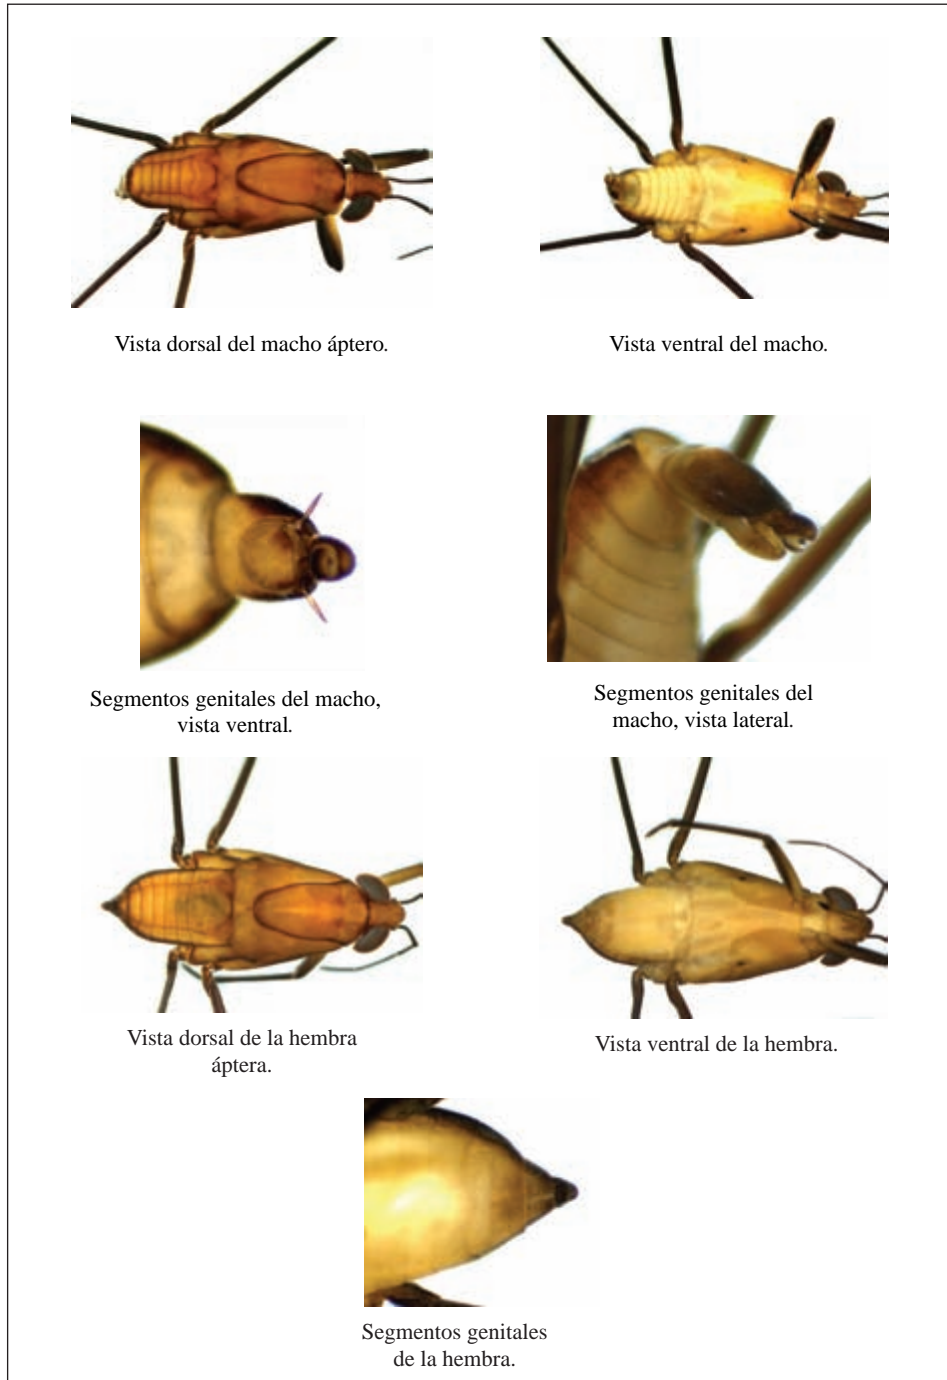 Vista dorsal del macho áptero.
Vista ventral del macho.
Segmentos genitales del macho,
vista ventral.
Segmentos genitales del
macho, vista lateral.
Vista dorsal de la hembra
áptera.
Vista ventral de la hembra.
Segmentos genitales
de la hembra.